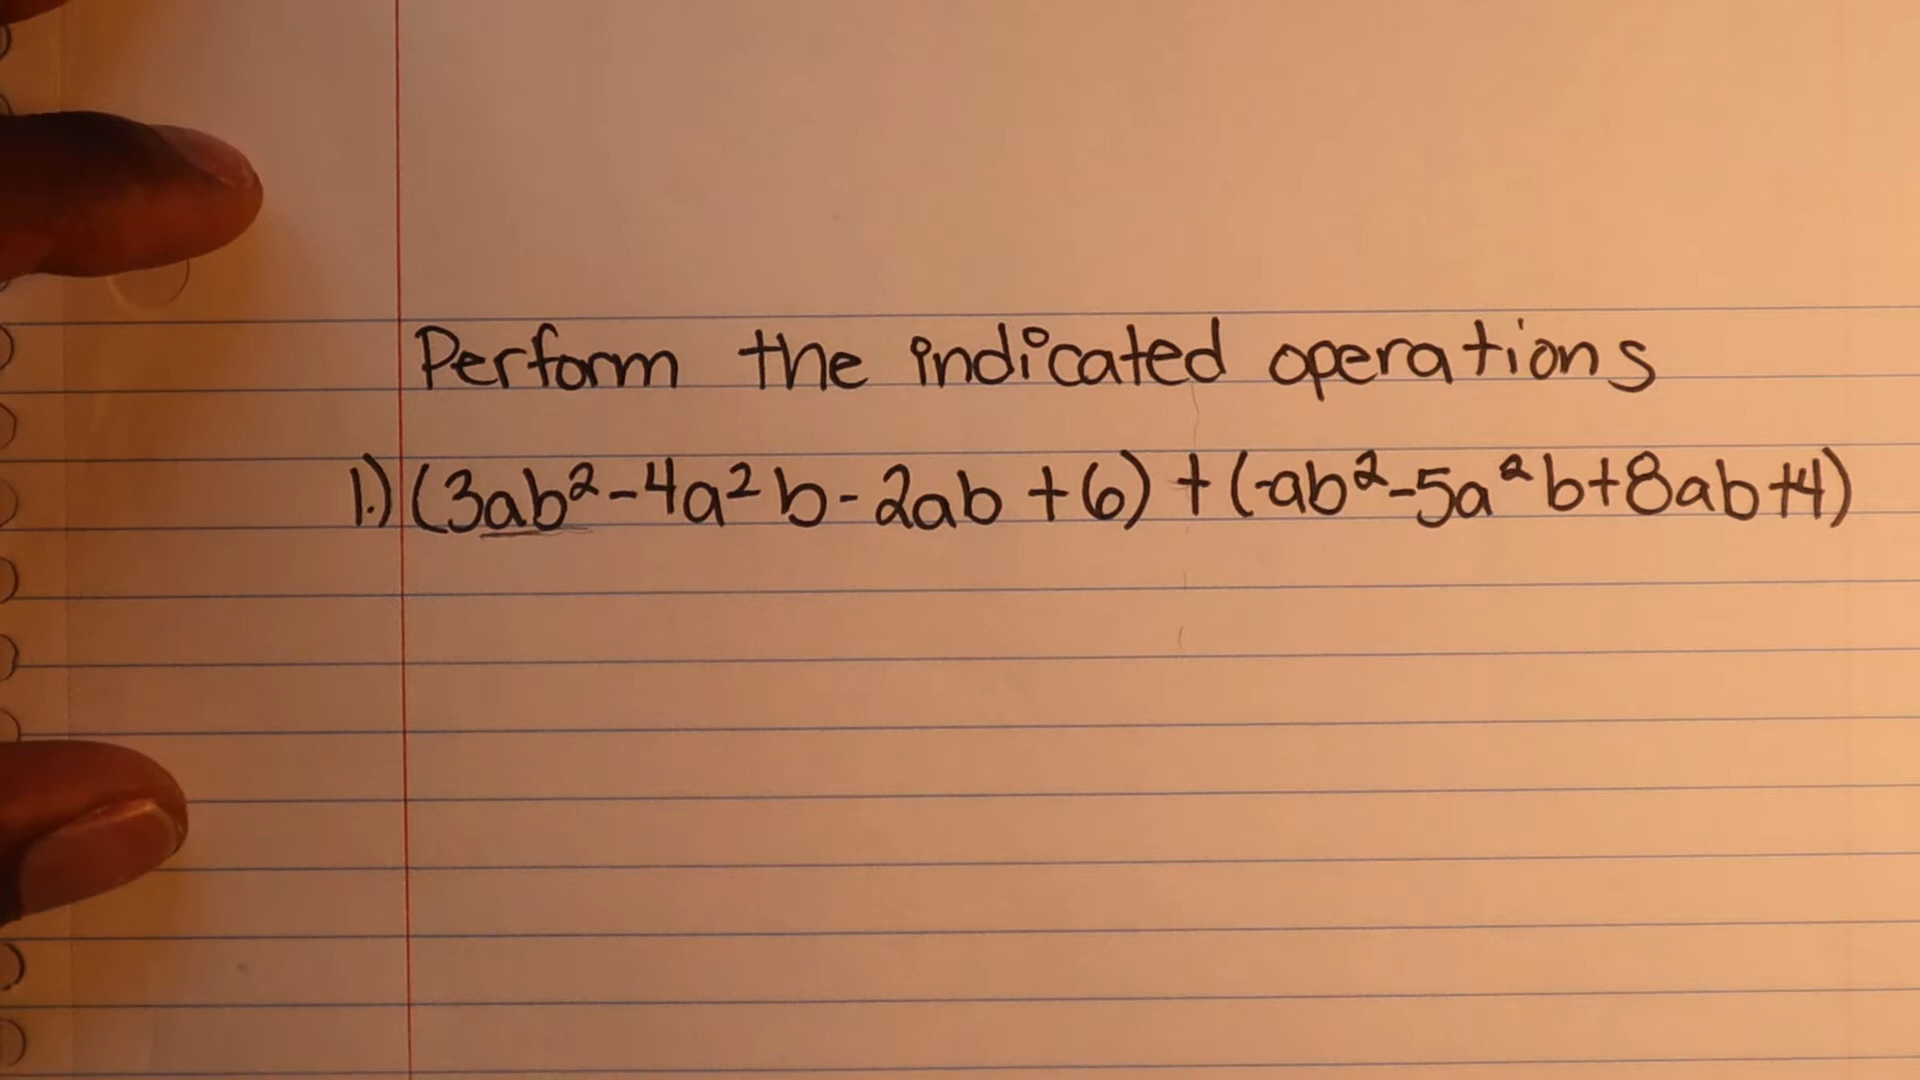 Perform the indicated operations
1.) (3ab²-4a²b-2ab+6) + (-ab²-5a²b+8ab+4)